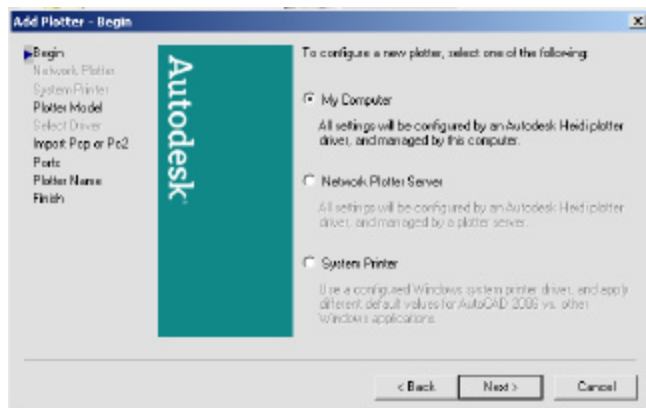 Add Plotter - Begin
Begin
Network Plotter
System Printer
Plotter Model
Select Driver
Import Pcp or Pc2
Ports
Plotter Name
Finish
Autodesk
To configure a new plotter, select one of the following:
My Computer
All settings will be configured by an Autodesk Heidi plotter
driver, and managed by this computer.
Network Plotter Server
All settings will be configured by an Autodesk Heidi plotter
driver, and managed by a plotter server.
System Printer
Use a configured Windows system printer driver, and apply
different default values for AutoCAD 2006 vs. other
Windows applications.
< Back
Next >
Cancel